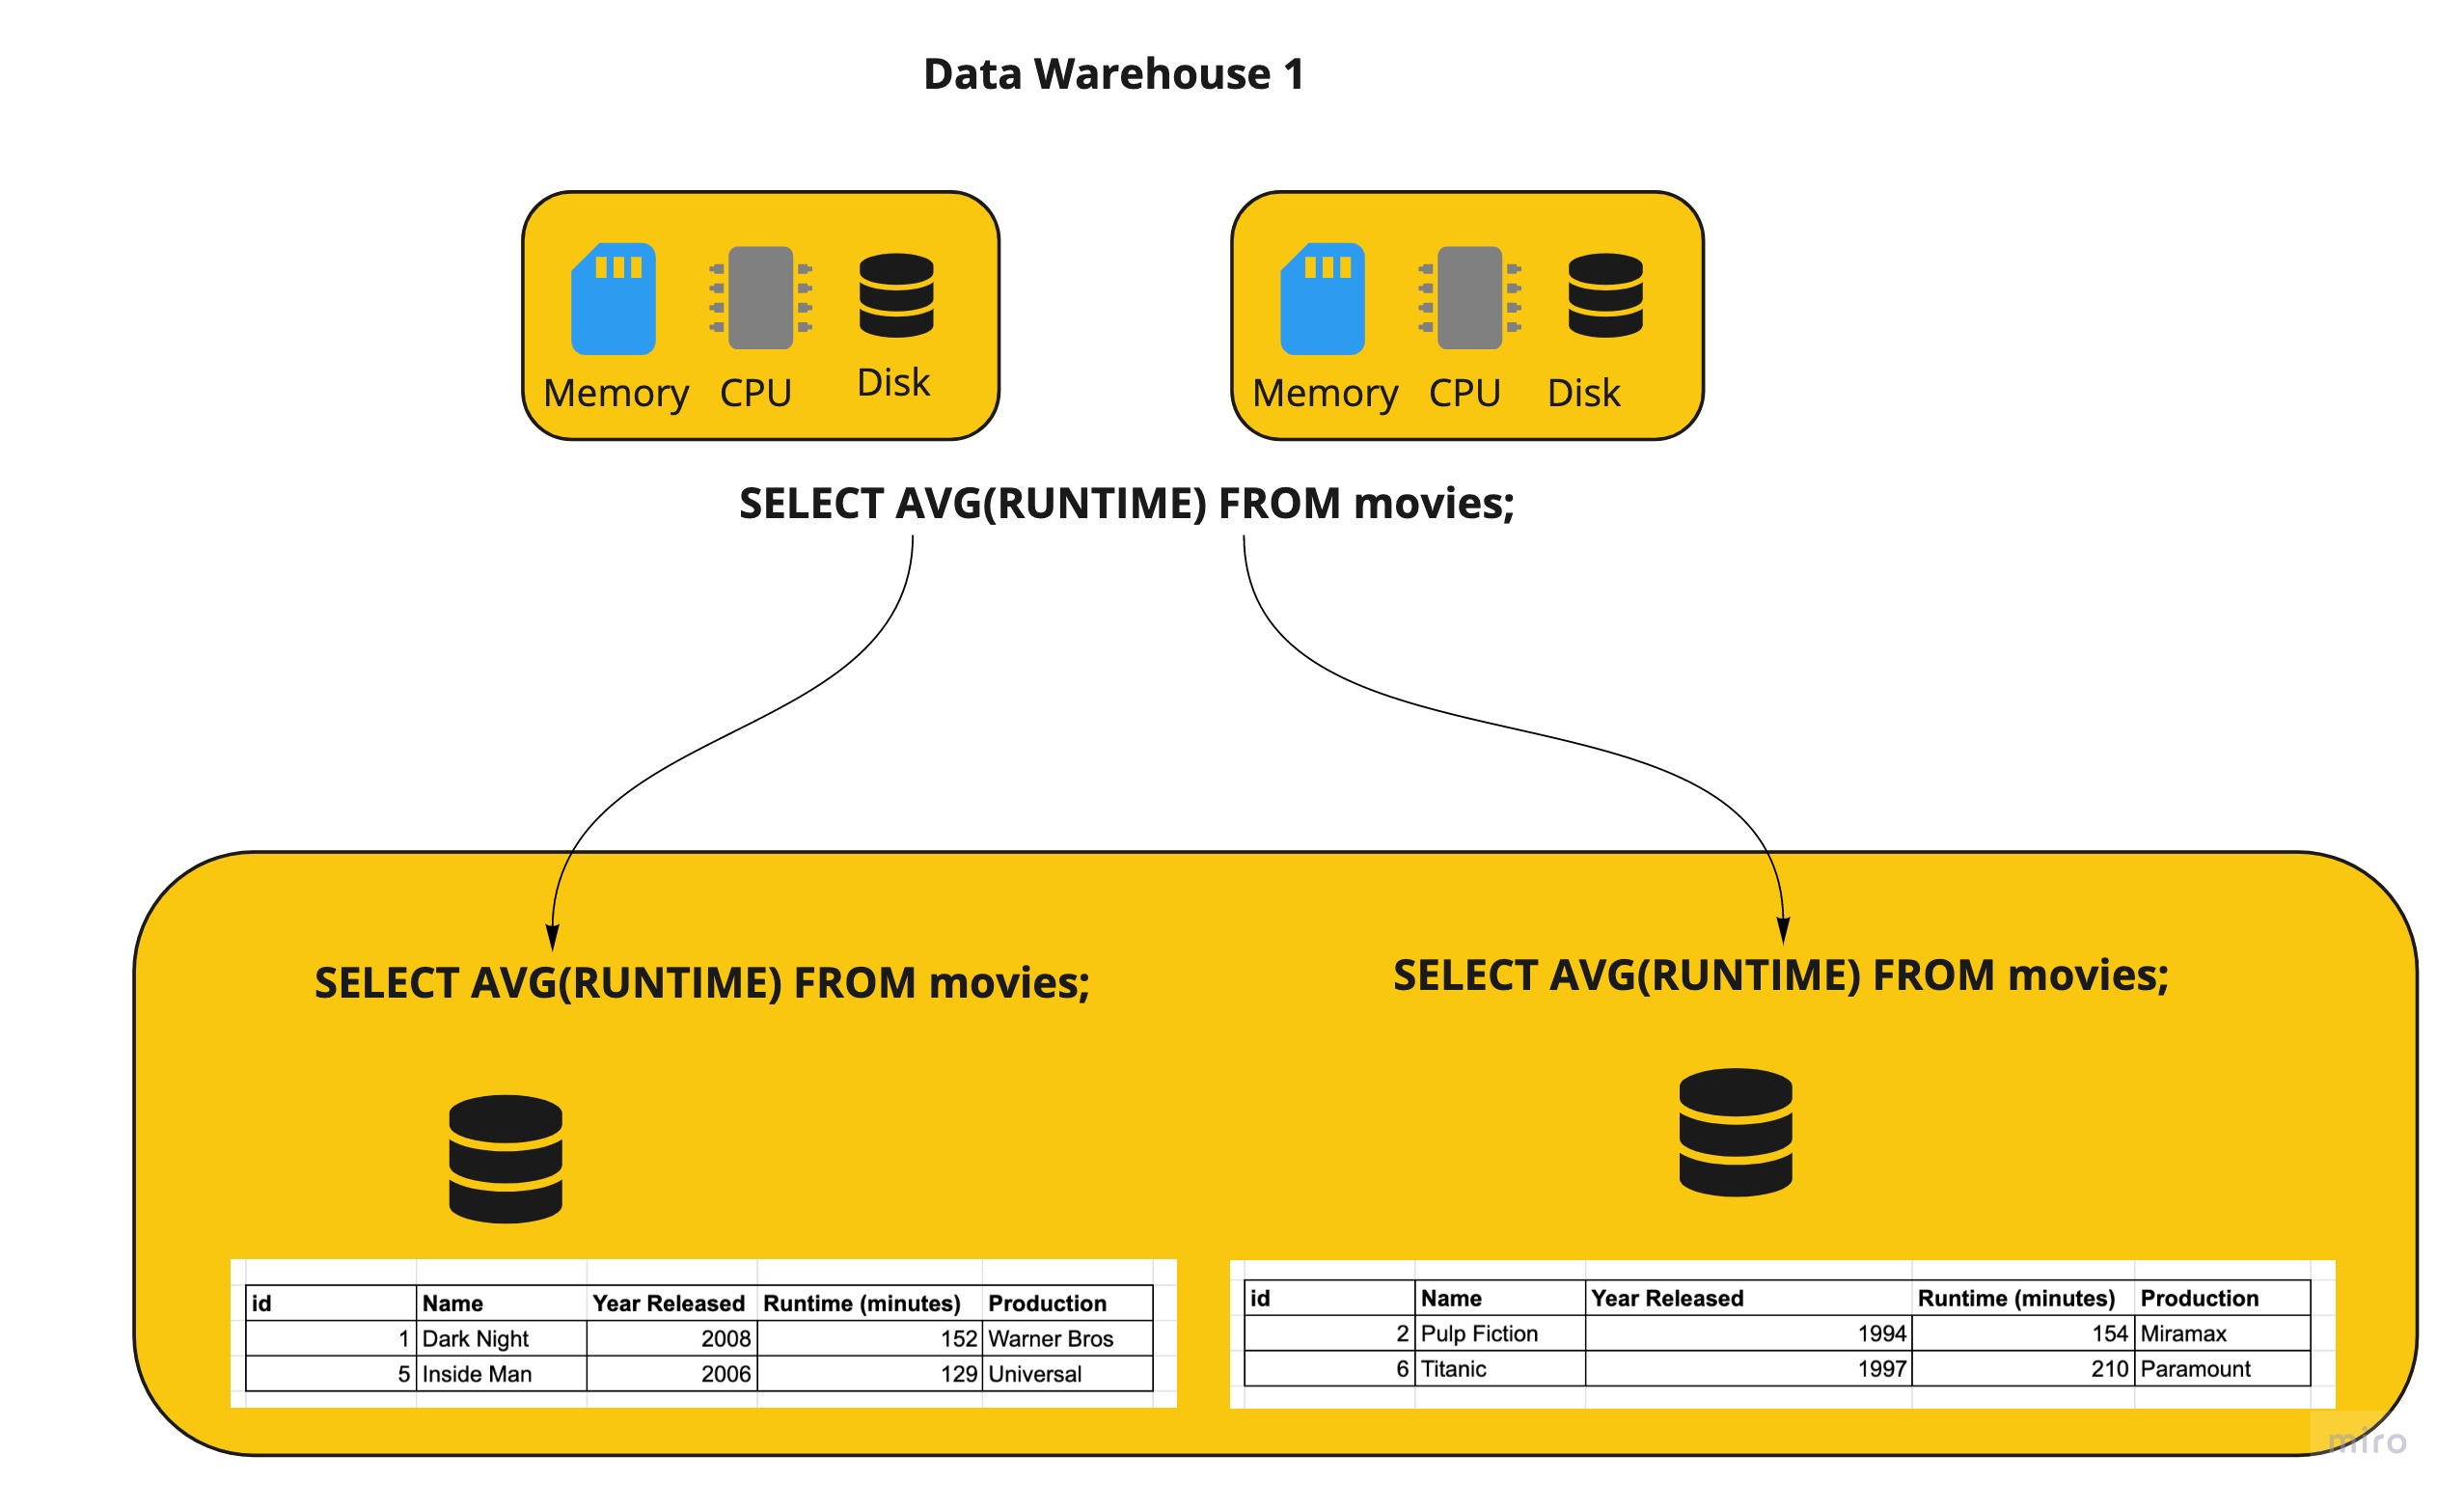 Data Warehouse 1
Memory CPU Disk
Memory CPU Disk
SELECT AVG(RUNTIME) FROM movies;
SELECT AVG(RUNTIME) FROM movies;
SELECT AVG(RUNTIME) FROM movies;
id Name Year Released Runtime (minutes) Production
1 Dark Night 2008 152 Warner Bros
5 Inside Man 2006 129 Universal
id Name Year Released Runtime (minutes) Production
2 Pulp Fiction 1994 154 Miramax
6 Titanic 1997 210 Paramount
miro